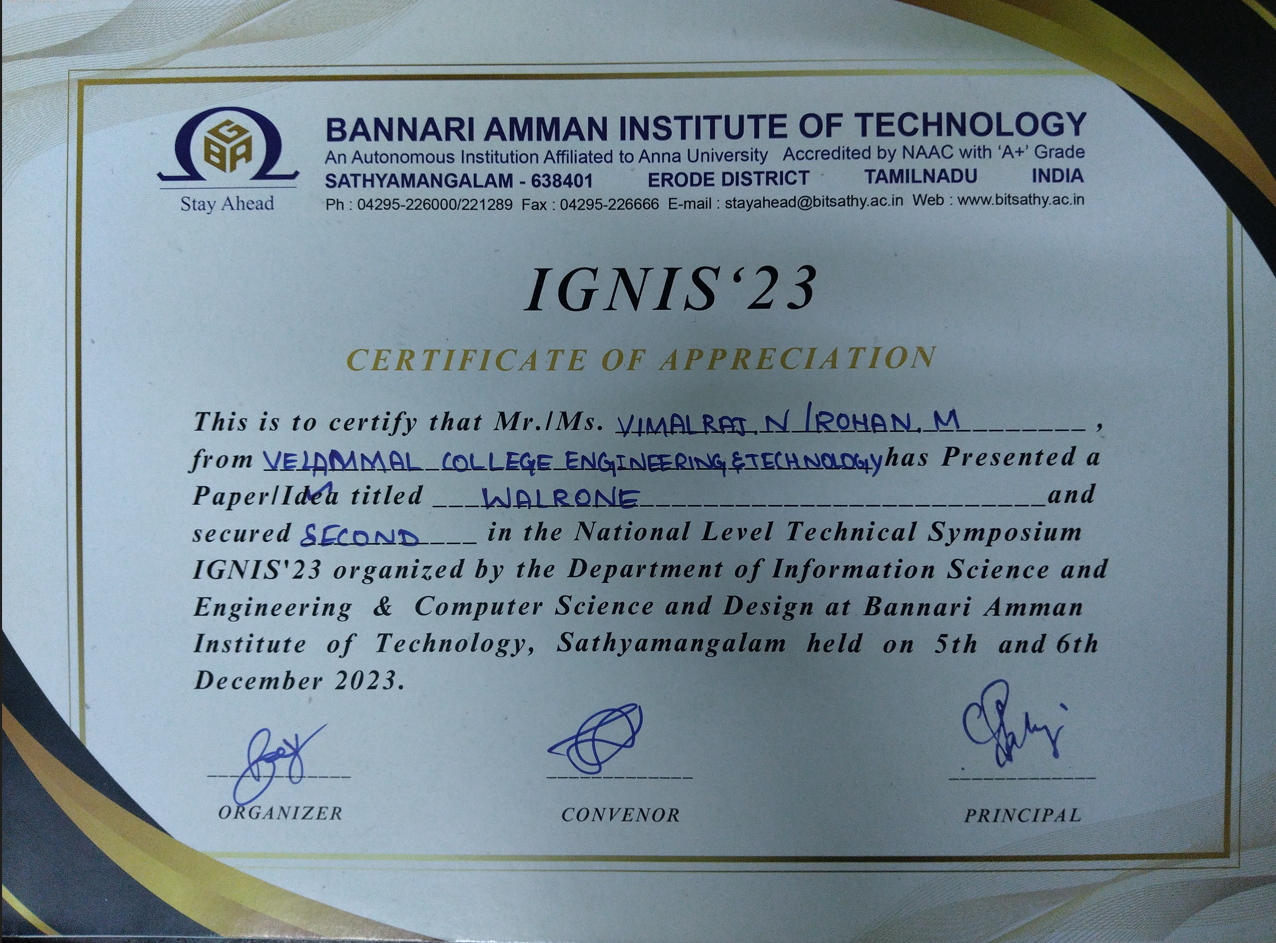 GBA
Stay Ahead
BANNARI AMMAN INSTITUTE OF TECHNOLOGY
An Autonomous Institution Affiliated to Anna University Accredited by NAAC with ‘A+’ Grade
SATHYAMANGALAM - 638401 ERODE DISTRICT TAMILNADU INDIA
Ph : 04295-226000/221289 Fax : 04295-226666 E-mail : stayahead@bitsathy.ac.in Web : www.bitsathy.ac.in
IGNIS‘23
CERTIFICATE OF APPRECIATION
This is to certify that Mr./Ms. VIMALRAJ. N / ROHAN. M ,
from VELAMMAL COLLEGE ENGINEERING & TECHNOLOGY has Presented a
Paper/Idea titled WALRONE and
secured SECOND in the National Level Technical Symposium
IGNIS'23 organized by the Department of Information Science and
Engineering & Computer Science and Design at Bannari Amman
Institute of Technology, Sathyamangalam held on 5th and 6th
December 2023.
ORGANIZER CONVENOR PRINCIPAL